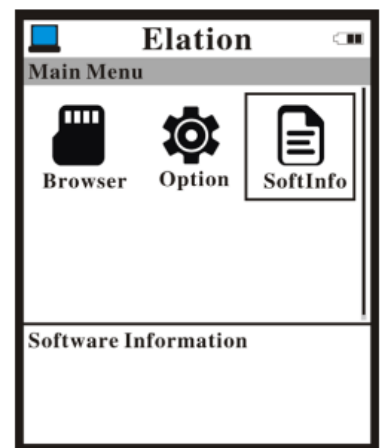 Elation
Main Menu
Browser Option SoftInfo
Software Information